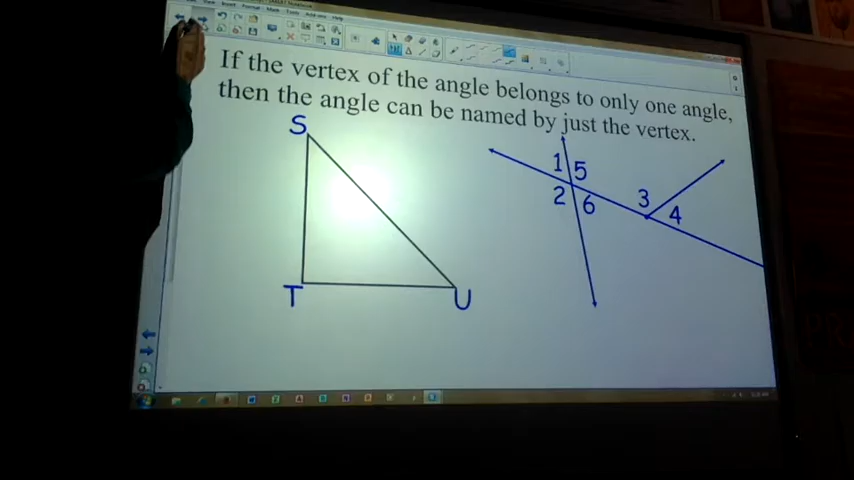 If the vertex of the angle belongs to only one angle,
then the angle can be named by just the vertex.
S
1 5
2 6
3 4
T U